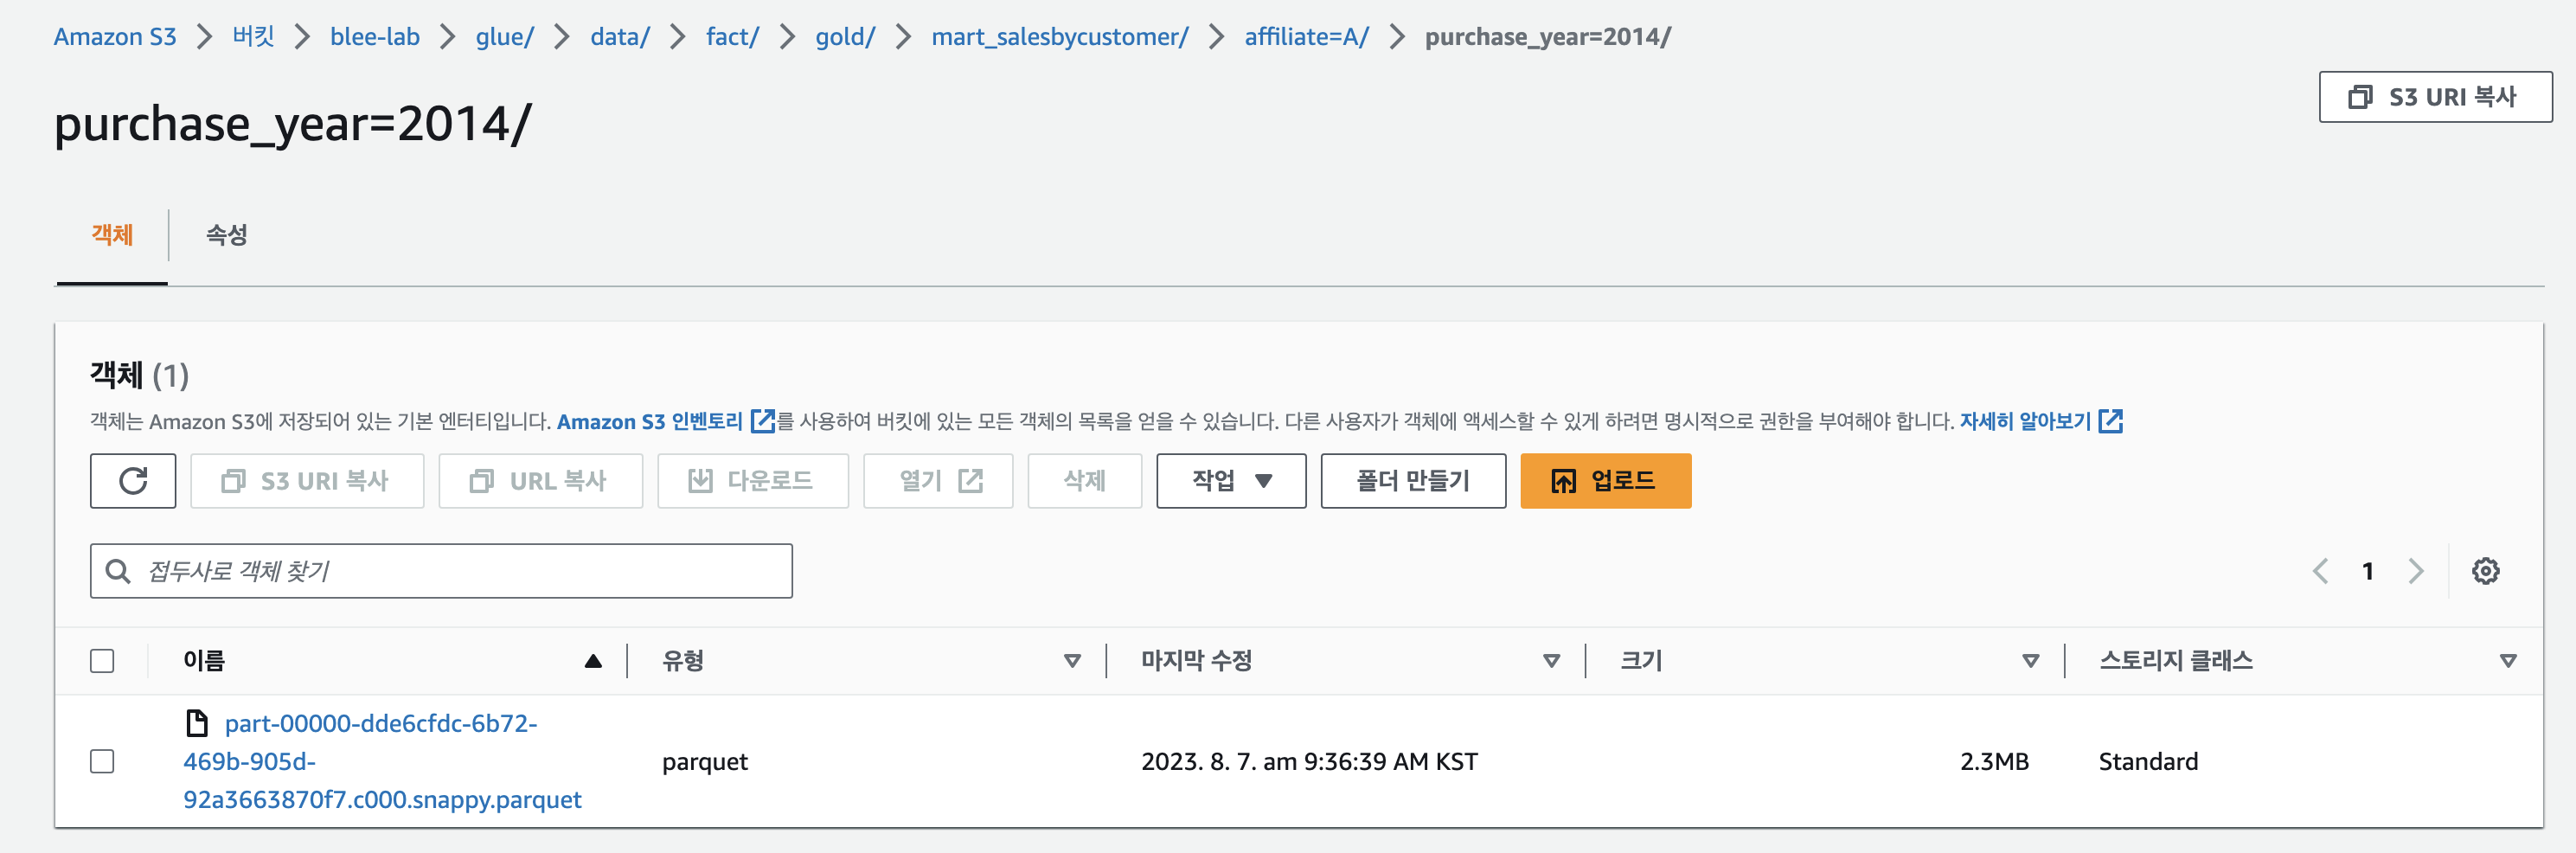 Amazon S3 > 버킷 > blee-lab > glue/ > data/ > fact/ > gold/ > mart_salesbycustomer/ > affiliate=A/ > purchase_year=2014/
purchase_year=2014/
S3 URI 복사
객체
속성
객체 (1)
객체는 Amazon S3에 저장되어 있는 기본 엔터티입니다. Amazon S3 인벤토리 를 사용하여 버킷에 있는 모든 객체의 목록을 얻을 수 있습니다. 다른 사용자가 객체에 액세스할 수 있게 하려면 명시적으로 권한을 부여해야 합니다. 자세히 알아보기
S3 URI 복사 URL 복사 다운로드 열기 삭제 작업 폴더 만들기 업로드
접두사로 객체 찾기
1
이름 유형 마지막 수정 크기 스토리지 클래스
part-00000-dde6cfdc-6b72-
469b-905d-
92a3663870f7.c000.snappy.parquet
parquet 2023. 8. 7. am 9:36:39 AM KST 2.3MB Standard